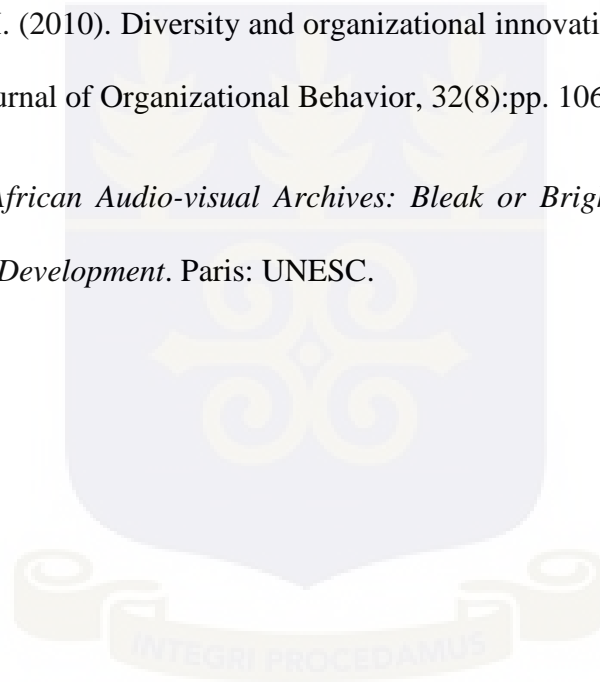 . (2010). Diversity and organizational innovati
urnal of Organizational Behavior, 32(8):pp. 106
African Audio-visual Archives: Bleak or Brigh
Development. Paris: UNESC.
INTEGRI PROCEDAMUS